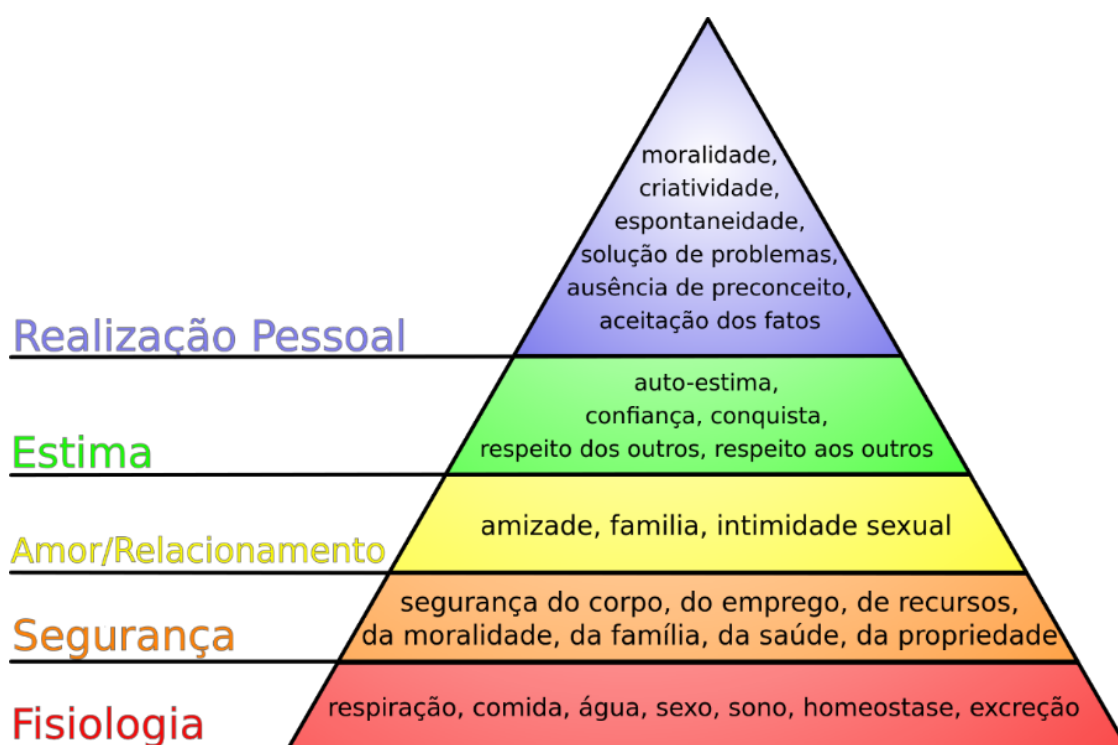 moralidade,
criatividade,
espontaneidade,
solução de problemas,
ausência de preconceito,
aceitação dos fatos
Realização Pessoal
auto-estima,
confiança, conquista,
respeito dos outros, respeito aos outros
Estima
amizade, familia, intimidade sexual
Amor/Relacionamento
segurança do corpo, do emprego, de recursos,
da moralidade, da família, da saúde, da propriedade
Segurança
respiração, comida, água, sexo, sono, homeostase, excreção
Fisiologia